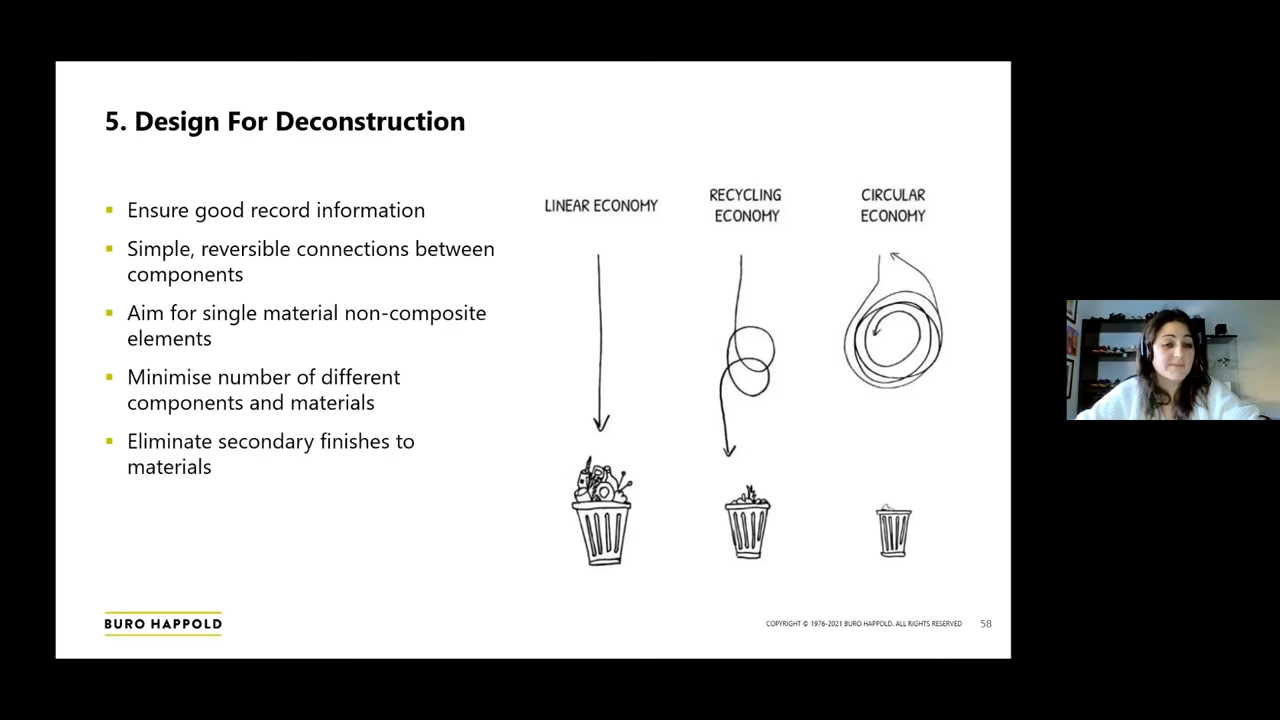 5. Design For Deconstruction
Ensure good record information
Simple, reversible connections between
components
Aim for single material non-composite
elements
Minimise number of different
components and materials
Eliminate secondary finishes to
materials
LINEAR ECONOMY
RECYCLING
ECONOMY
CIRCULAR
ECONOMY
BURO HAPPOLD
COPYRIGHT © 1976-2021 BURO HAPPOLD. ALL RIGHTS RESERVED
58